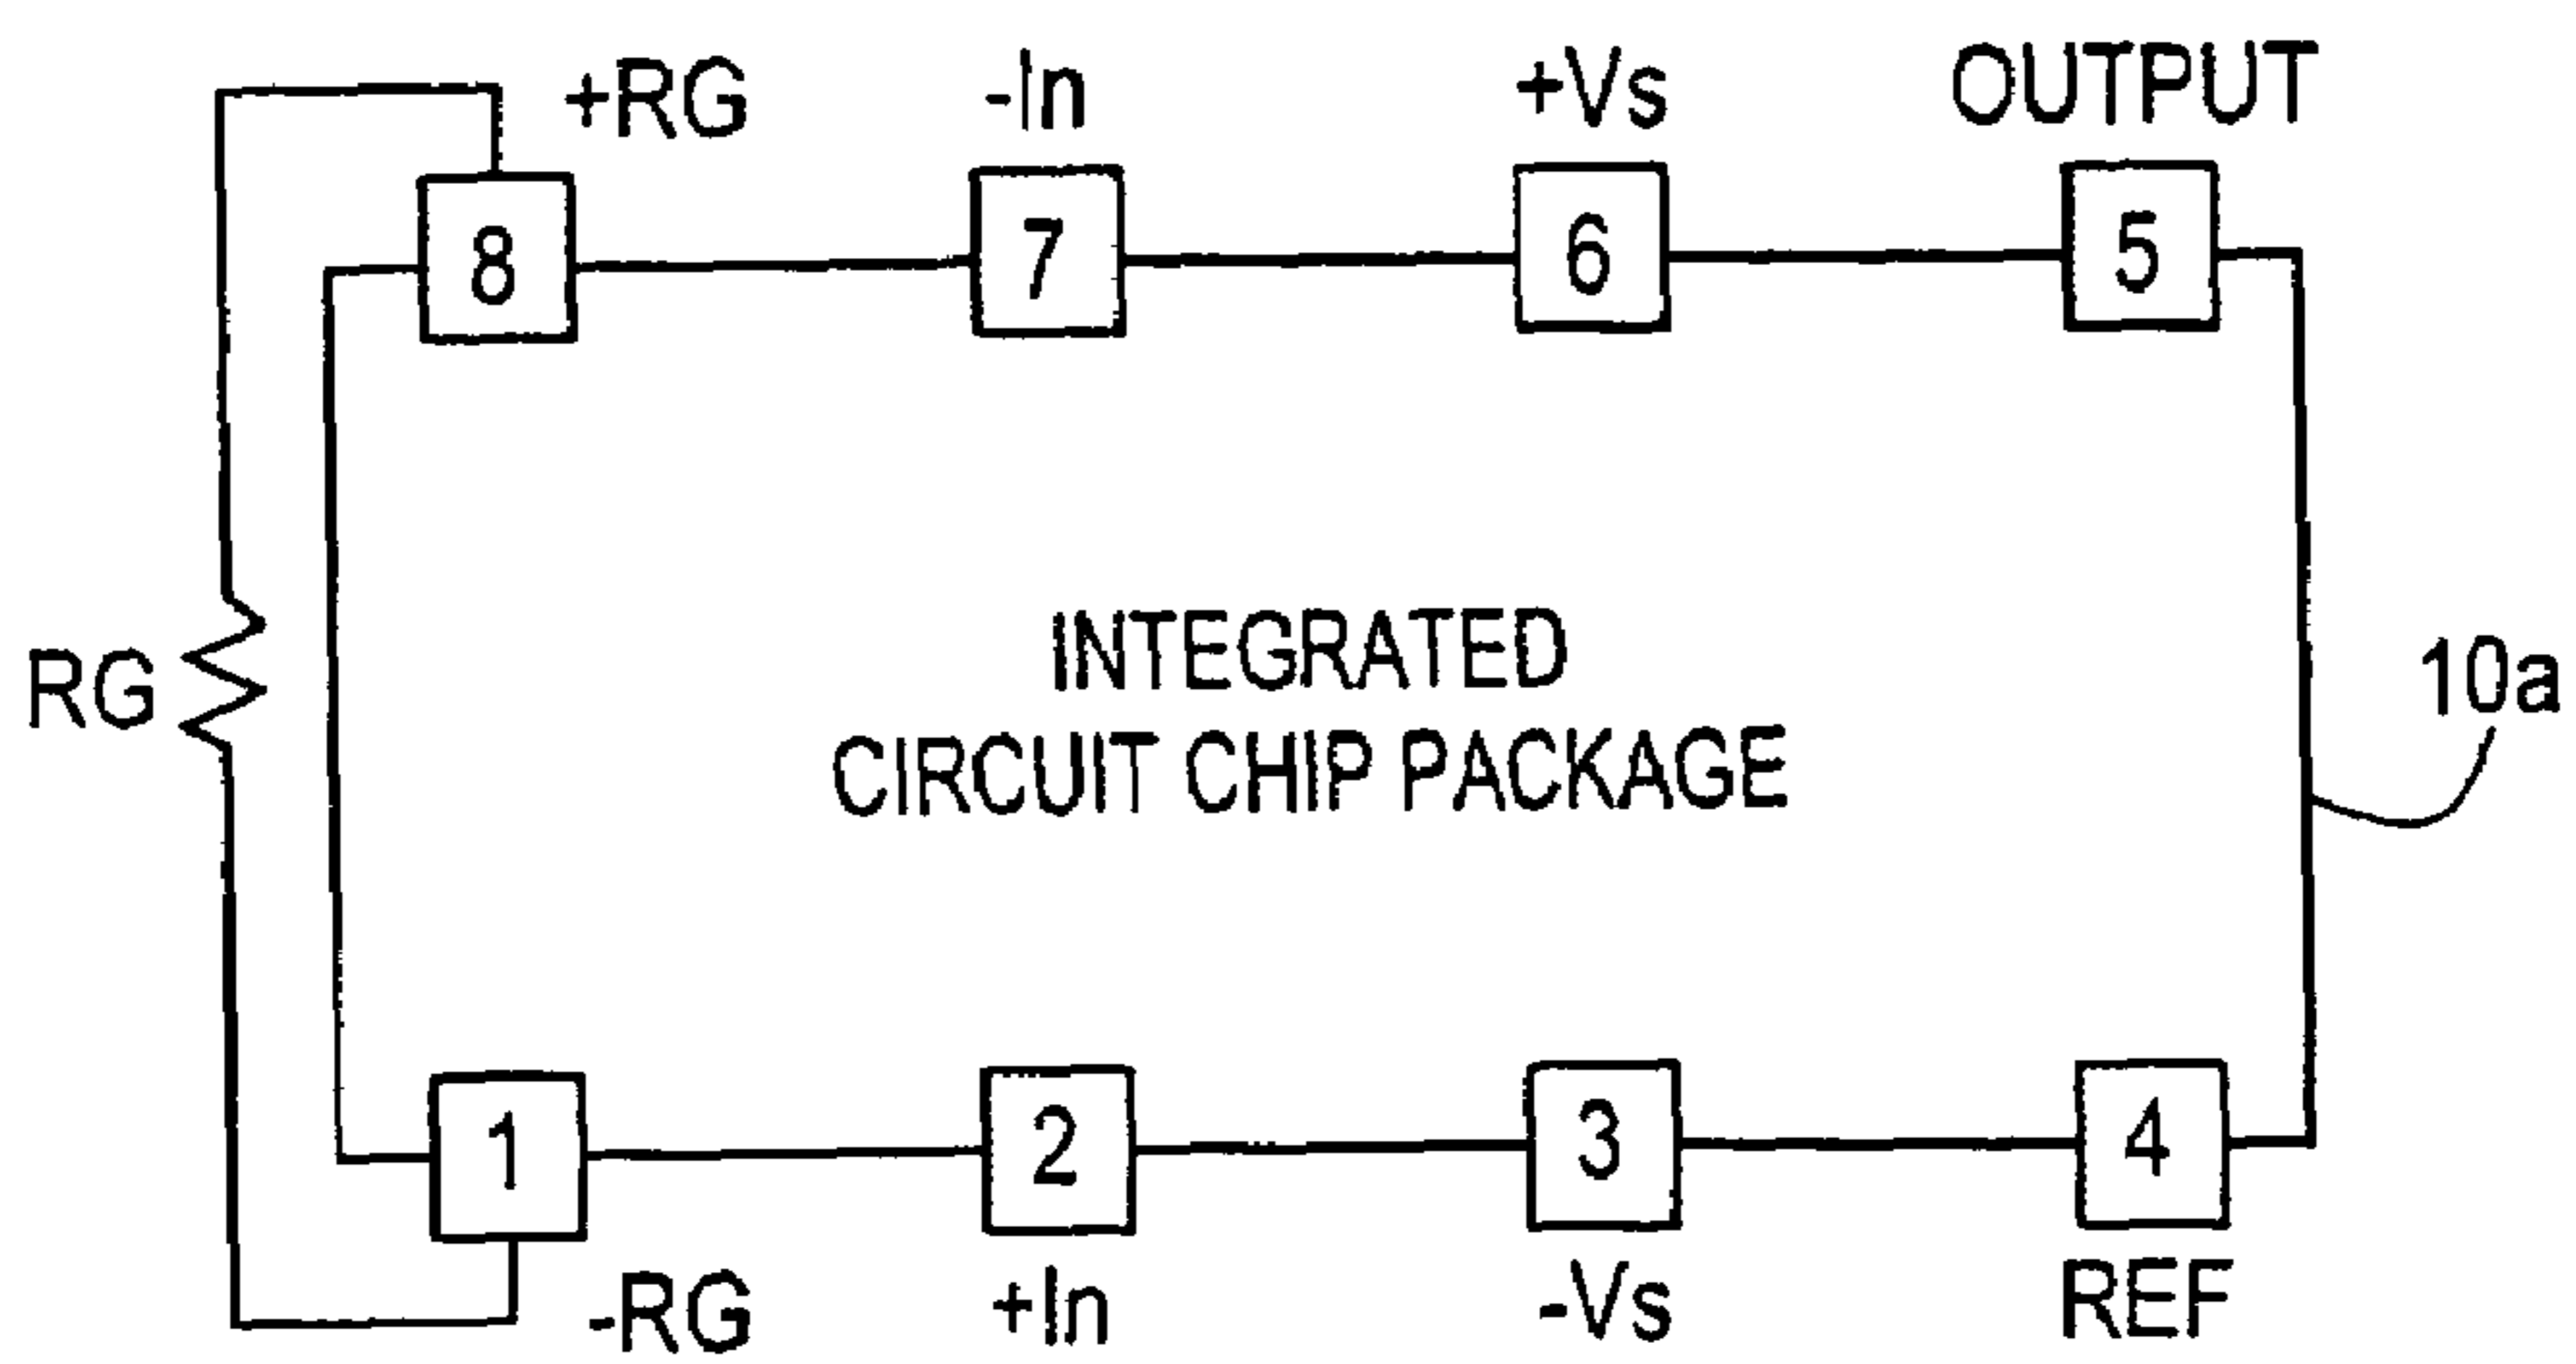 +RG
-In
+Vs
OUTPUT
8
7
6
5
INTEGRATED
CIRCUIT CHIP PACKAGE
RG
10a
1
2
3
4
-RG
+In
-Vs
REF